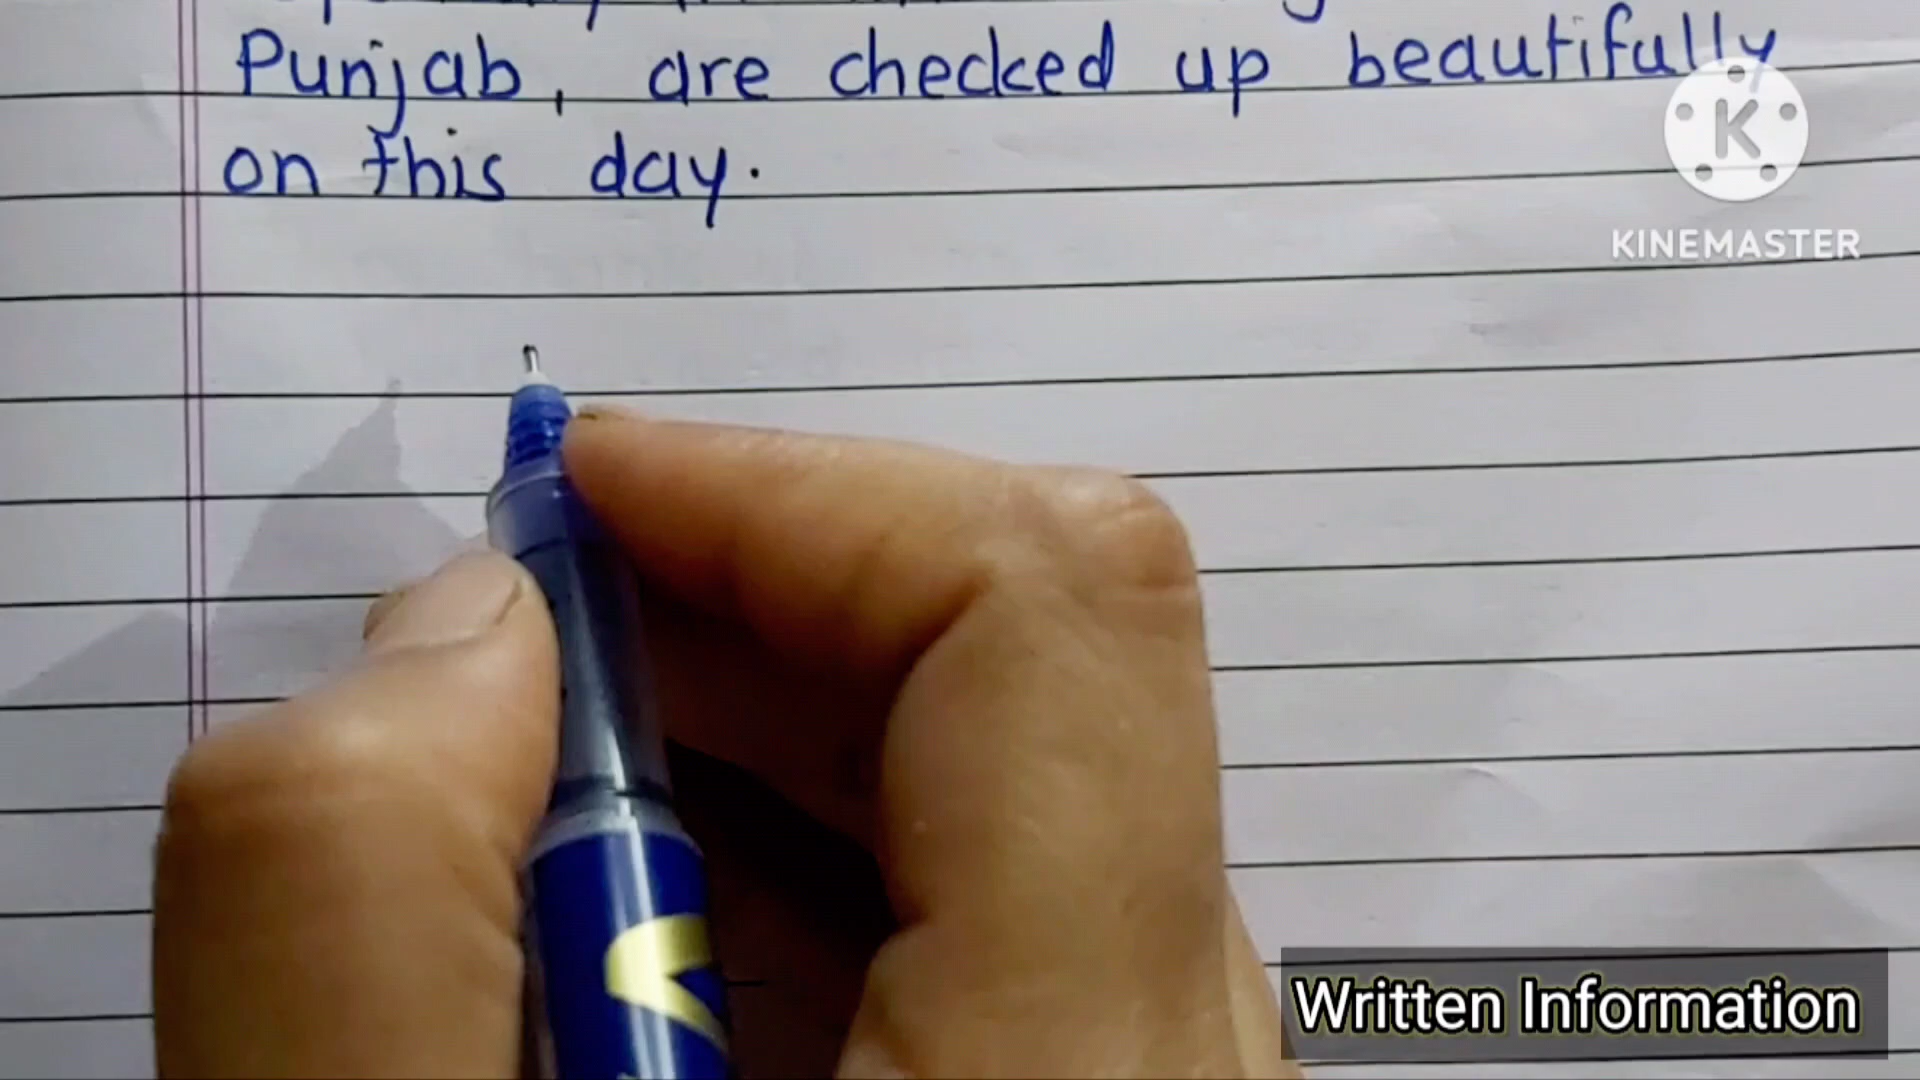 Punjab, are checked up beautifully
on this day.
K
KINEMASTER
Written Information